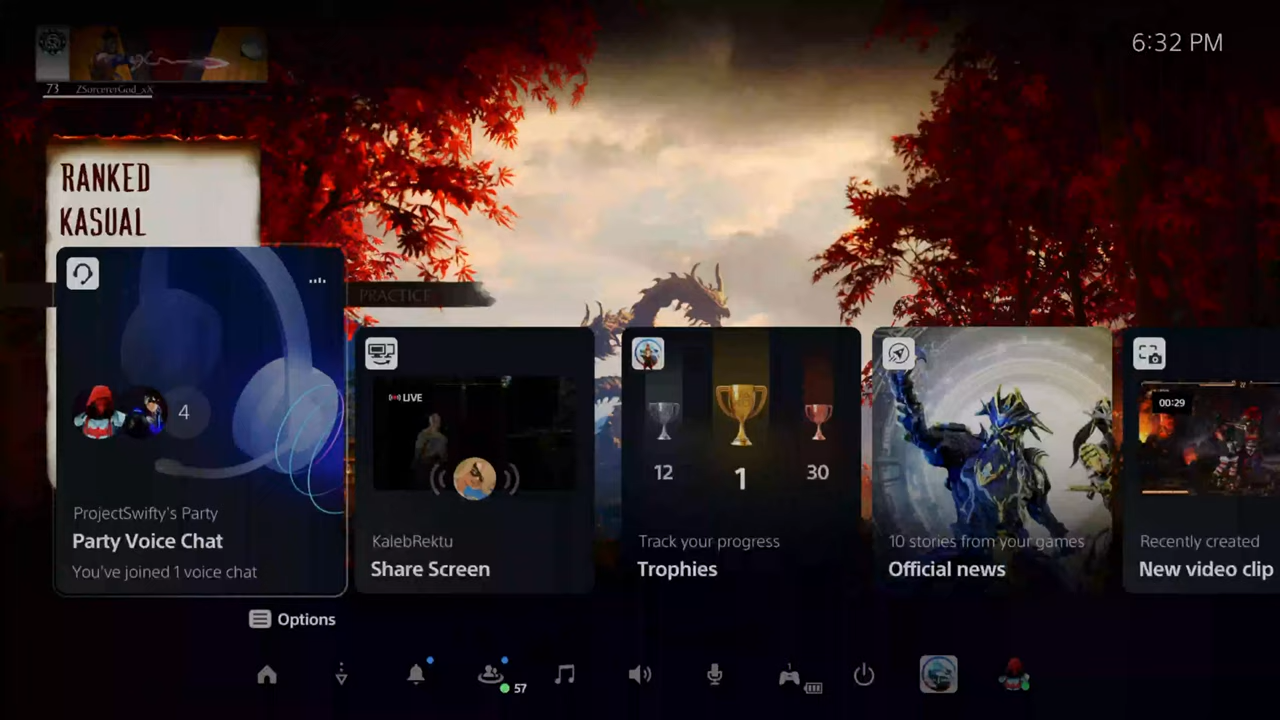 6:32 PM
73 ZSorcererGod_xX
RANKED
KASUAL
PRACTICE
4
ProjectSwifty's Party
Party Voice Chat
You've joined 1 voice chat
LIVE
KalebRektu
Share Screen
12
1
30
Track your progress
Trophies
10 stories from your games
Official news
00:29
Recently created
New video clip
Options
57